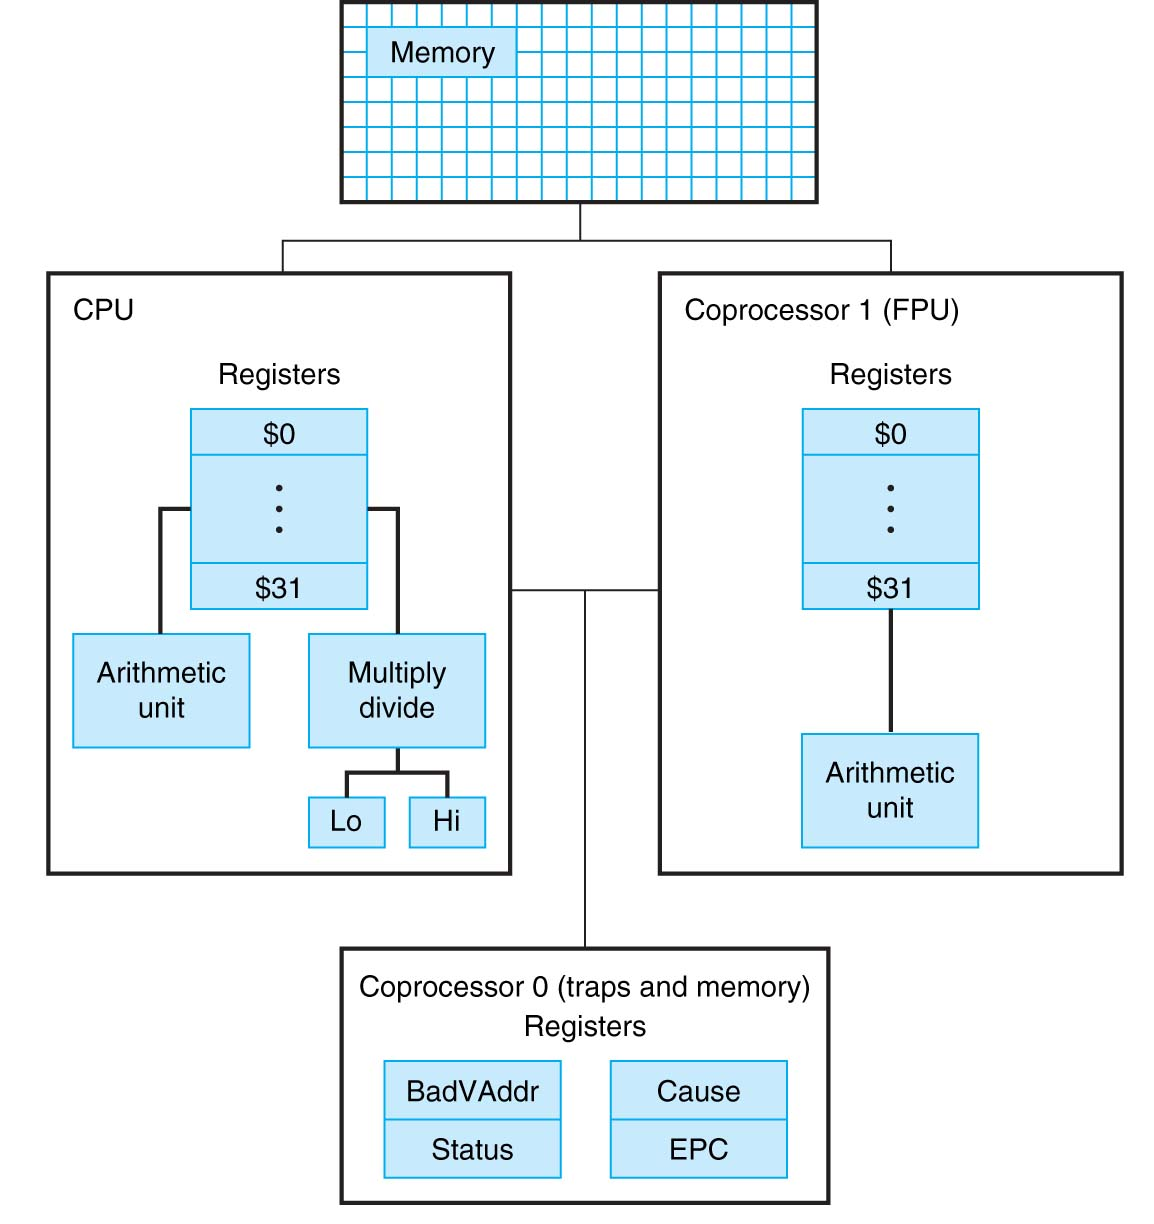 Memory
CPU
Registers
$0
$31
Arithmetic
unit
Multiply
divide
Lo
Hi
Coprocessor 1 (FPU)
Registers
$0
$31
Arithmetic
unit
Coprocessor 0 (traps and memory)
Registers
BadVAddr
Status
Cause
EPC